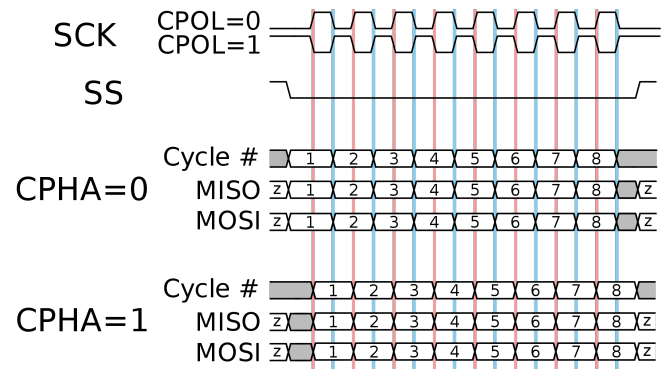 SCK CPOL=0
CPOL=1
SS
Cycle # 1 2 3 4 5 6 7 8
CPHA=0 MISO z 1 2 3 4 5 6 7 8 z
MOSI z 1 2 3 4 5 6 7 8 z
Cycle # 1 2 3 4 5 6 7 8
CPHA=1 MISO z 1 2 3 4 5 6 7 8 z
MOSI z 1 2 3 4 5 6 7 8 z